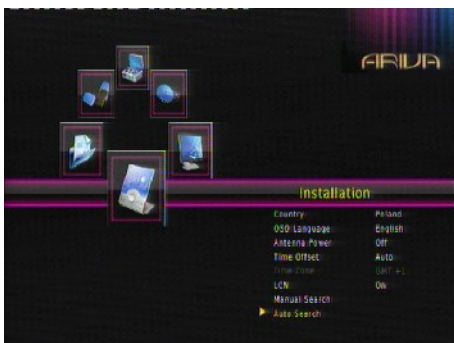 ARIVA
Installation
Country Poland
OSD Language English
Antenna Power Off
Time Offset Auto
Time Zone GMT +1
LCN On
Manual Search
Auto Search